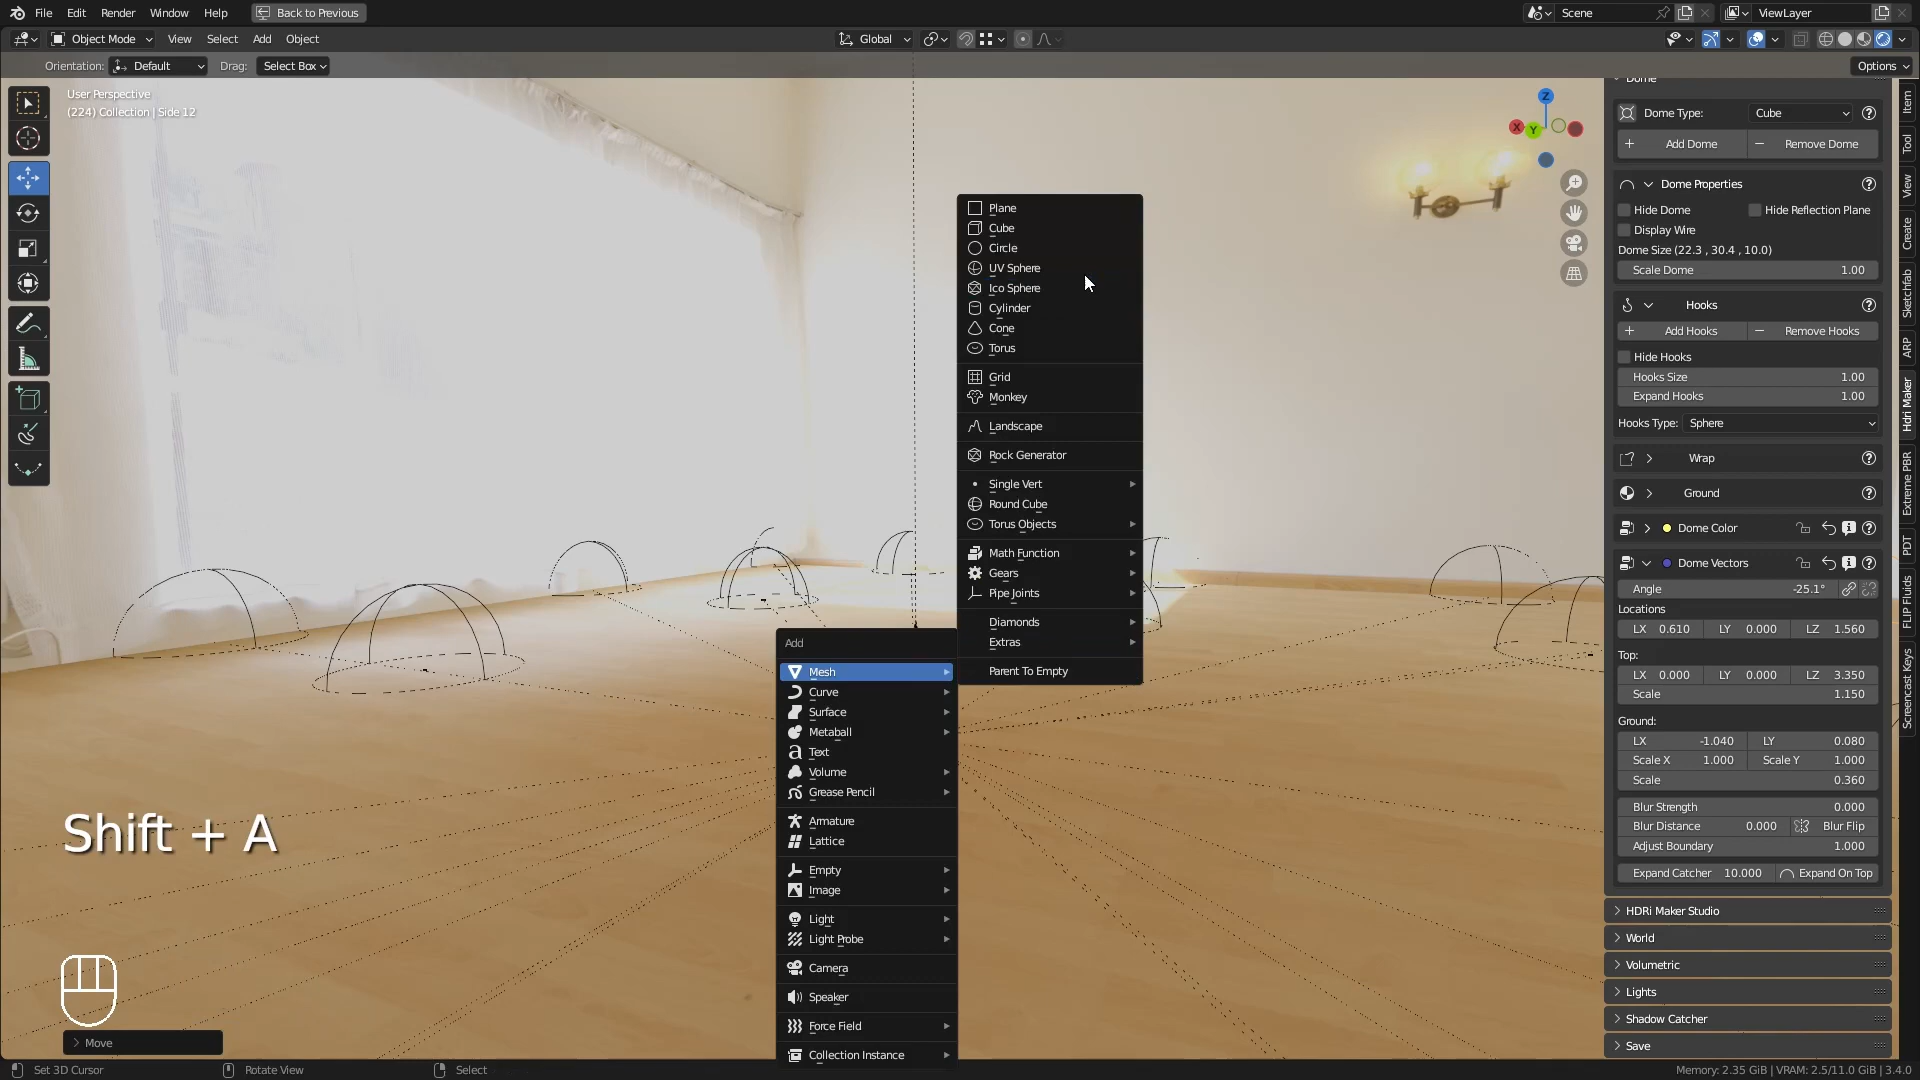 File Edit Render Window Help Back to Previous Scene ViewLayer
Object Mode View Select Add Object Global
Orientation: Default Drag: Select Box Options
User Perspective
(224) Collection | Side 12
Z
X Y
Dome
Dome Type: Cube
Add Dome Remove Dome
Dome Properties
Hide Dome Hide Reflection Plane
Display Wire
Dome Size (22.3 , 30.4 , 10.0)
Scale Dome 1.00
Hooks
Add Hooks Remove Hooks
Hide Hooks
Hooks Size 1.00
Expand Hooks 1.00
Hooks Type: Sphere
Wrap
Ground
Dome Color
Dome Vectors
Angle -25.1°
Locations
LX 0.610 LY 0.000 LZ 1.560
Top:
LX 0.000 LY 0.000 LZ 3.350
Scale 1.150
Ground:
LX -1.040 LY 0.080
Scale X 1.000 Scale Y 1.000
Scale 0.360
Blur Strength 0.000
Blur Distance 0.000 Blur Flip
Adjust Boundary 1.000
Expand Catcher 10.000 Expand On Top
HDRi Maker Studio
World
Volumetric
Lights
Shadow Catcher
Save
Item
Tool
View
Create
Sketchfab
ARP
Hdri Maker
Extreme PBR
PDT
FLIP Fluids
Screencast Keys
Plane
Cube
Circle
UV Sphere
Ico Sphere
Cylinder
Cone
Torus
Grid
Monkey
Landscape
Rock Generator
Single Vert
Round Cube
Torus Objects
Math Function
Gears
Pipe Joints
Diamonds
Extras
Parent To Empty
Add
Mesh
Curve
Surface
Metaball
Text
Volume
Grease Pencil
Armature
Lattice
Empty
Image
Light
Light Probe
Camera
Speaker
Force Field
Collection Instance
Shift + A
Move
Set 3D Cursor Rotate View Select Memory: 2.35 GiB | VRAM: 2.5/11.0 GiB | 3.4.0